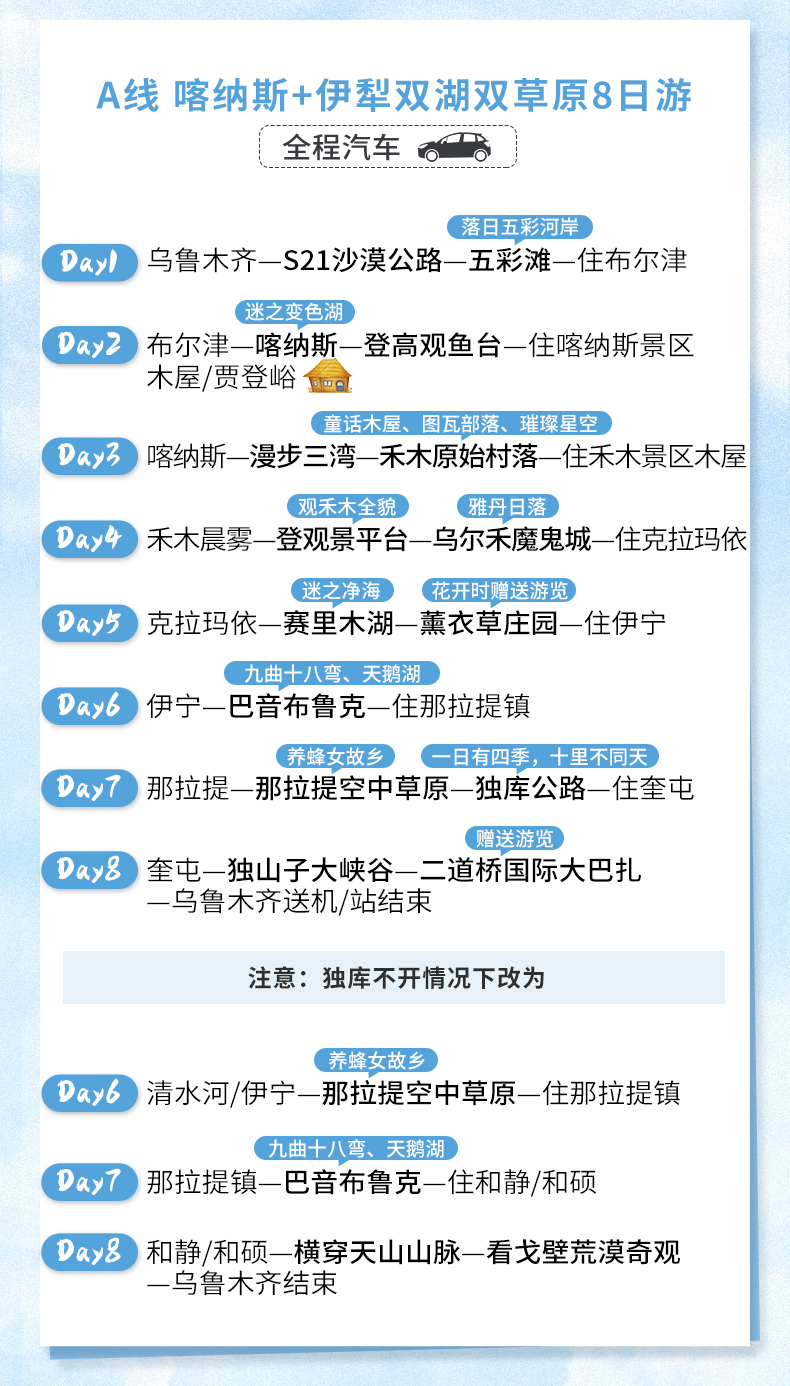 A线 喀纳斯+伊犁双湖双草原8日游
全程汽车
落日五彩河岸
Day1 乌鲁木齐—S21沙漠公路—五彩滩—住布尔津
迷之变色湖
Day2 布尔津—喀纳斯—登高观鱼台—住喀纳斯景区
木屋/贾登峪
童话木屋、图瓦部落、璀璨星空
Day3 喀纳斯—漫步三湾—禾木原始村落—住禾木景区木屋
观禾木全貌 雅丹日落
Day4 禾木晨雾—登观景平台—乌尔禾魔鬼城—住克拉玛依
迷之净海 花开时赠送游览
Day5 克拉玛依—赛里木湖—薰衣草庄园—住伊宁
九曲十八弯、天鹅湖
Day6 伊宁—巴音布鲁克—住那拉提镇
养蜂女故乡 一日有四季，十里不同天
Day7 那拉提—那拉提空中草原—独库公路—住奎屯
赠送游览
Day8 奎屯—独山子大峡谷—二道桥国际大巴扎
—乌鲁木齐送机/站结束
注意：独库不开情况下改为
养蜂女故乡
Day6 清水河/伊宁—那拉提空中草原—住那拉提镇
九曲十八弯、天鹅湖
Day7 那拉提镇—巴音布鲁克—住和静/和硕
Day8 和静/和硕—横穿天山山脉—看戈壁荒漠奇观
—乌鲁木齐结束